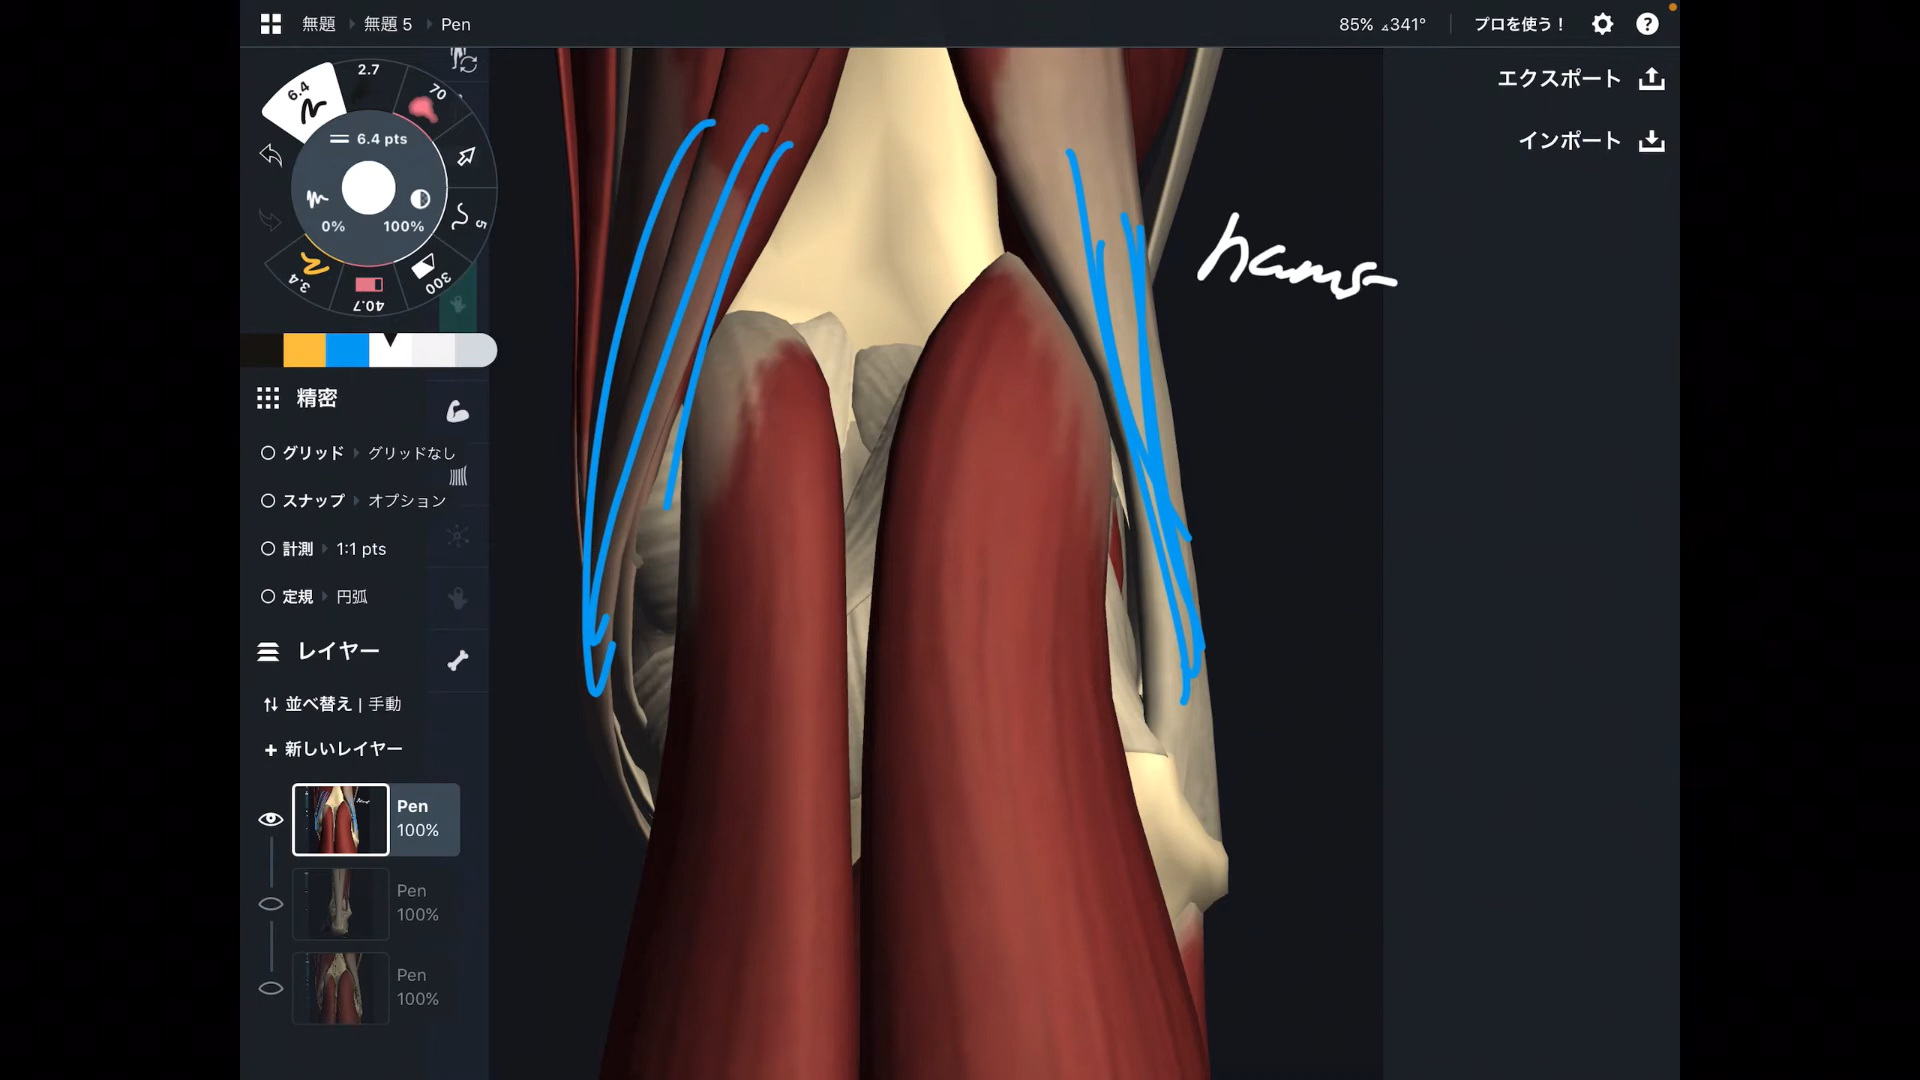 無題 無題 5 Pen
85% ⊿341° プロを使う！
エクスポート
インポート
2.7
6.4
70
6.4 pts
0% 100%
5
3.4
40.7
300
hams
精密
グリッド グリッドなし
スナップ オプション
計測 1:1 pts
定規 円弧
レイヤー
並べ替え | 手動
+ 新しいレイヤー
Pen
100%
Pen
100%
Pen
100%